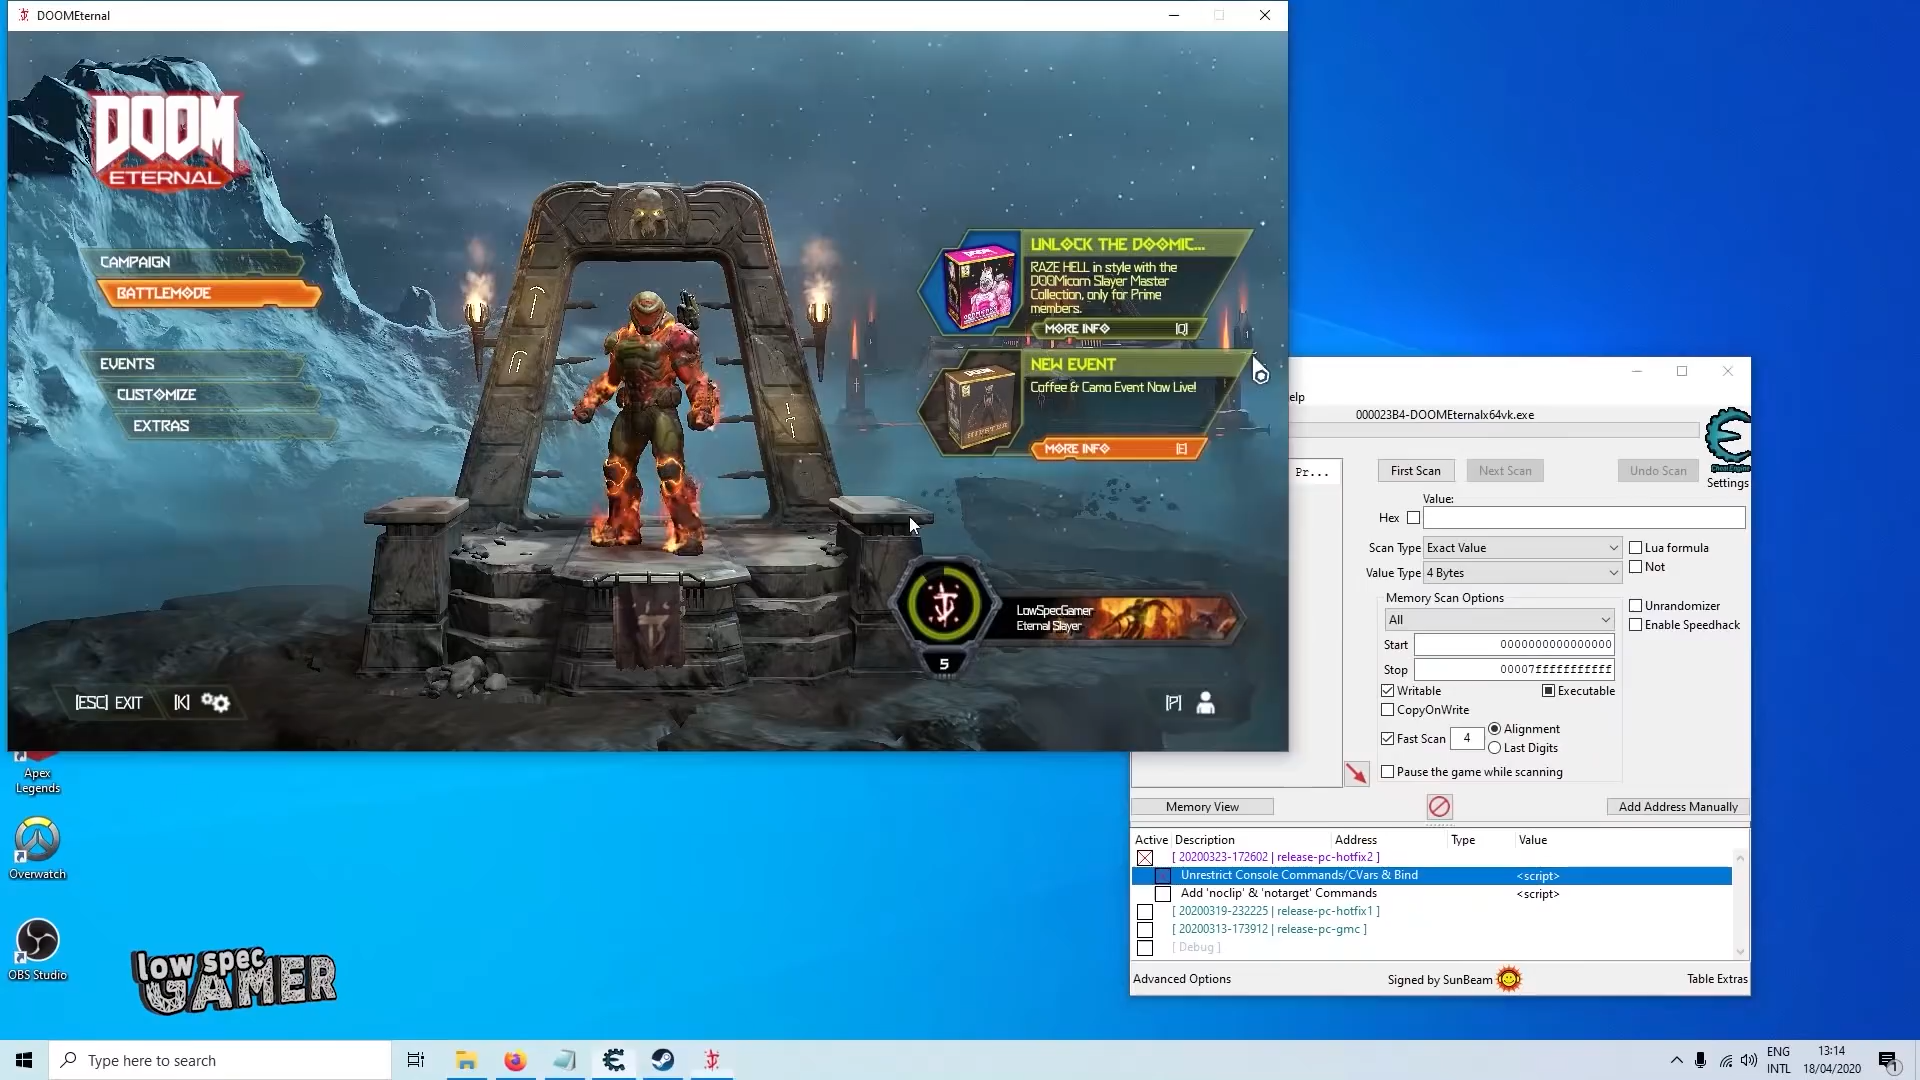 DOOMEternal
DOOM
ETERNAL
CAMPAIGN
BATTLEMODE
EVENTS
CUSTOMIZE
EXTRAS
[ESC] EXIT
[K]
UNLOCK THE DOOMIC...
RAZE HELL in style with the
DOOMicorn Slayer Master
Collection, only for Prime
members.
MORE INFO [Q]
1
NEW EVENT
Coffee & Camo Event Now Live!
MORE INFO [E]
LowSpecGamer
Eternal Slayer
5
[P]
elp
000023B4-DOOMEternalx64vk.exe
Pr...
First Scan
Next Scan
Undo Scan
Cheat Engine
Settings
Value:
Hex
Scan Type Exact Value
Lua formula
Value Type 4 Bytes
Not
Memory Scan Options
All
Unrandomizer
Start 0000000000000000
Enable Speedhack
Stop 00007fffffffffff
Writable
Executable
CopyOnWrite
Fast Scan 4
Alignment
Last Digits
Pause the game while scanning
Memory View
Add Address Manually
Active Description Address Type Value
[ 20200323-172602 | release-pc-hotfix2 ]
Unrestrict Console Commands/CVars & Bind <script>
Add 'noclip' & 'notarget' Commands <script>
[ 20200319-232225 | release-pc-hotfix1 ]
[ 20200313-173912 | release-pc-gmc ]
[ Debug ]
Advanced Options
Signed by SunBeam
Table Extras
Apex
Legends
Overwatch
OBS Studio
low spec
GAMER
Type here to search
ENG
INTL
13:14
18/04/2020
1